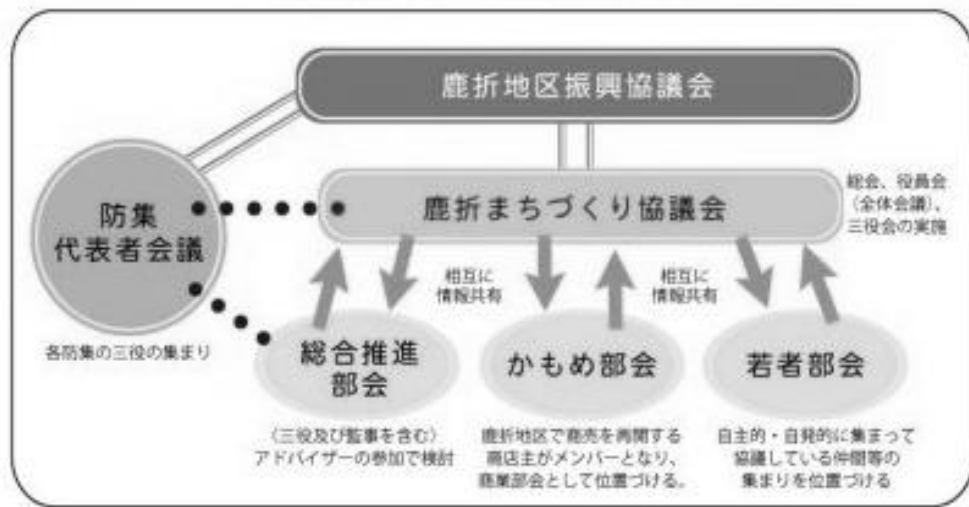 鹿折地区振興協議会
防集
代表者会議
各防集の三役の集まり
鹿折まちづくり協議会
総会、役員会
（全体会議）、
三役会の実施
相互に
情報共有
相互に
情報共有
総合推進
部会
（三役及び監事を含む）
アドバイザーの参加で検討
かもめ部会
鹿折地区で商売を再開する
商店主がメンバーとなり、
商業部会として位置づける。
若者部会
自主的・自発的に集まって
協議している仲間等の
集まりを位置づける